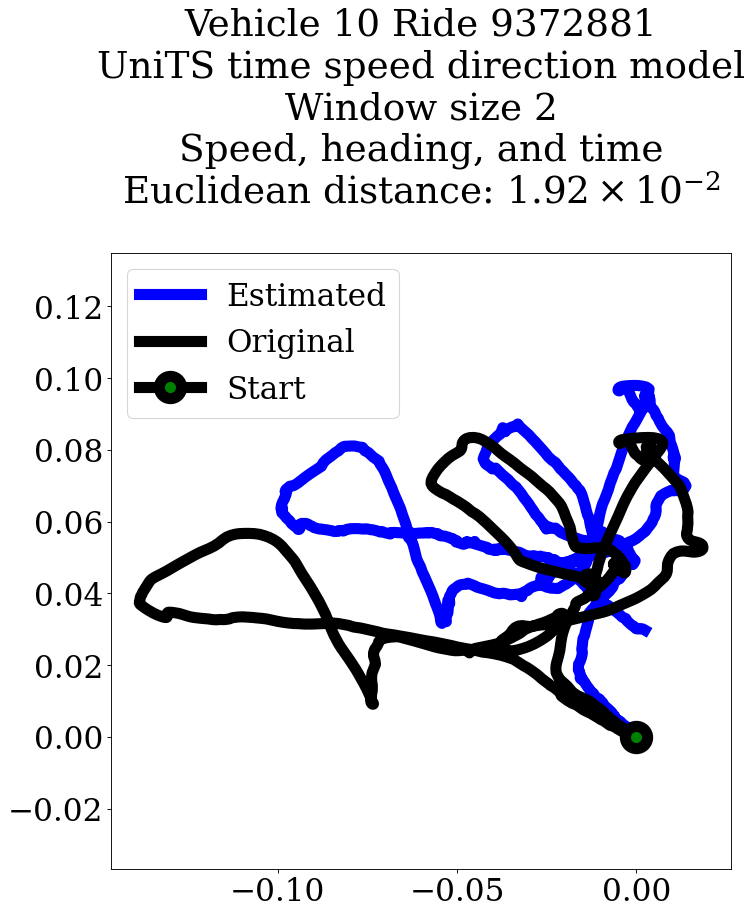 Vehicle 10 Ride 9372881
UniTS time speed direction model
Window size 2
Speed, heading, and time
Euclidean distance: 1.92 × 10⁻²
Estimated
Original
Start
0.12
0.10
0.08
0.06
0.04
0.02
0.00
−0.02
−0.10 −0.05 0.00